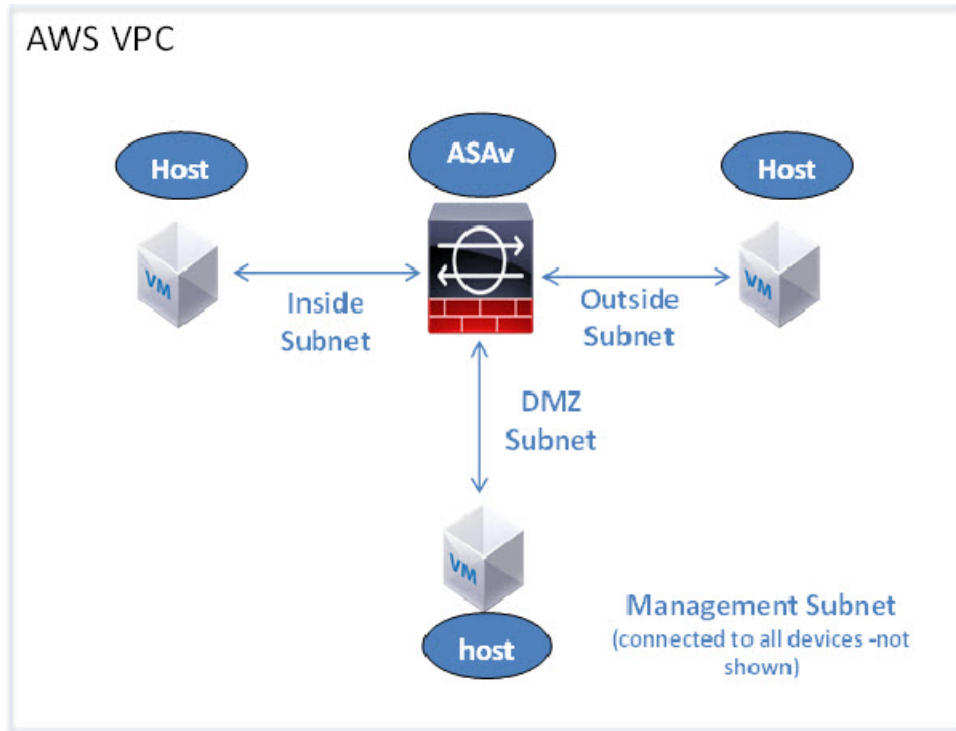 AWS VPC
Host
ASAv
Host
VM
VM
Inside
Subnet
Outside
Subnet
DMZ
Subnet
VM
host
Management Subnet
(connected to all devices -not
shown)